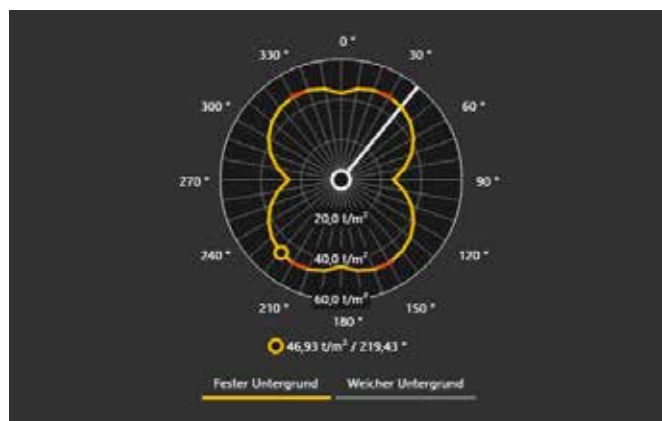 0 °
330 ° 30 °
300 ° 60 °
270 ° 90 °
20,0 t/m²
240 ° 40,0 t/m² 120 °
210 ° 60,0 t/m² 150 °
180 °
46,93 t/m² / 219,43 °
Fester Untergrund Weicher Untergrund